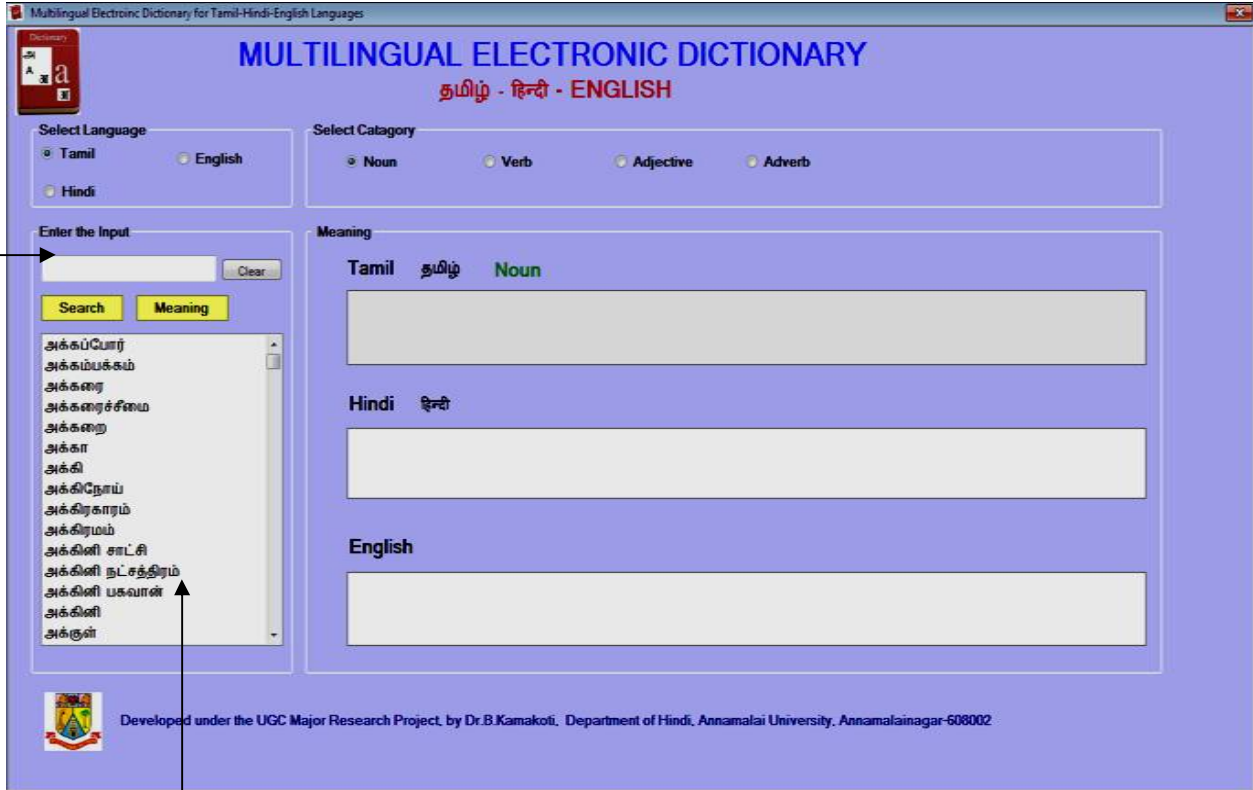 Multilingual Electroinc Dictionary for Tamil-Hindi-English Languages
Dictionary
அ
A
अ
a
MULTILINGUAL ELECTRONIC DICTIONARY
தமிழ் - हिन्दी - ENGLISH
Select Language
Tamil English
Hindi
Select Catagory
Noun Verb Adjective Adverb
Enter the Input
Clear
Search Meaning
அக்கப்போர்
அக்கம்பக்கம்
அக்கரை
அக்கரைச்சீமை
அக்கறை
அக்கா
அக்கி
அக்கிநோய்
அக்கிரகாரம்
அக்கிரமம்
அக்கினி சாட்சி
அக்கினி நட்சத்திரம்
அக்கினி பகவான்
அக்கினி
அக்குள்
Meaning
Tamil தமிழ் Noun
Hindi हिन्दी
English
Developed under the UGC Major Research Project, by Dr.B.Kamakoti, Department of Hindi, Annamalai University, Annamalainagar-608002